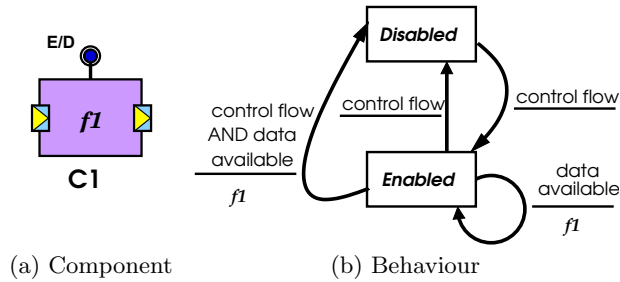 E/D
f1
C1
(a) Component
Disabled
control flow
AND data
available
f1
control flow
control flow
Enabled
data
available
f1
(b) Behaviour